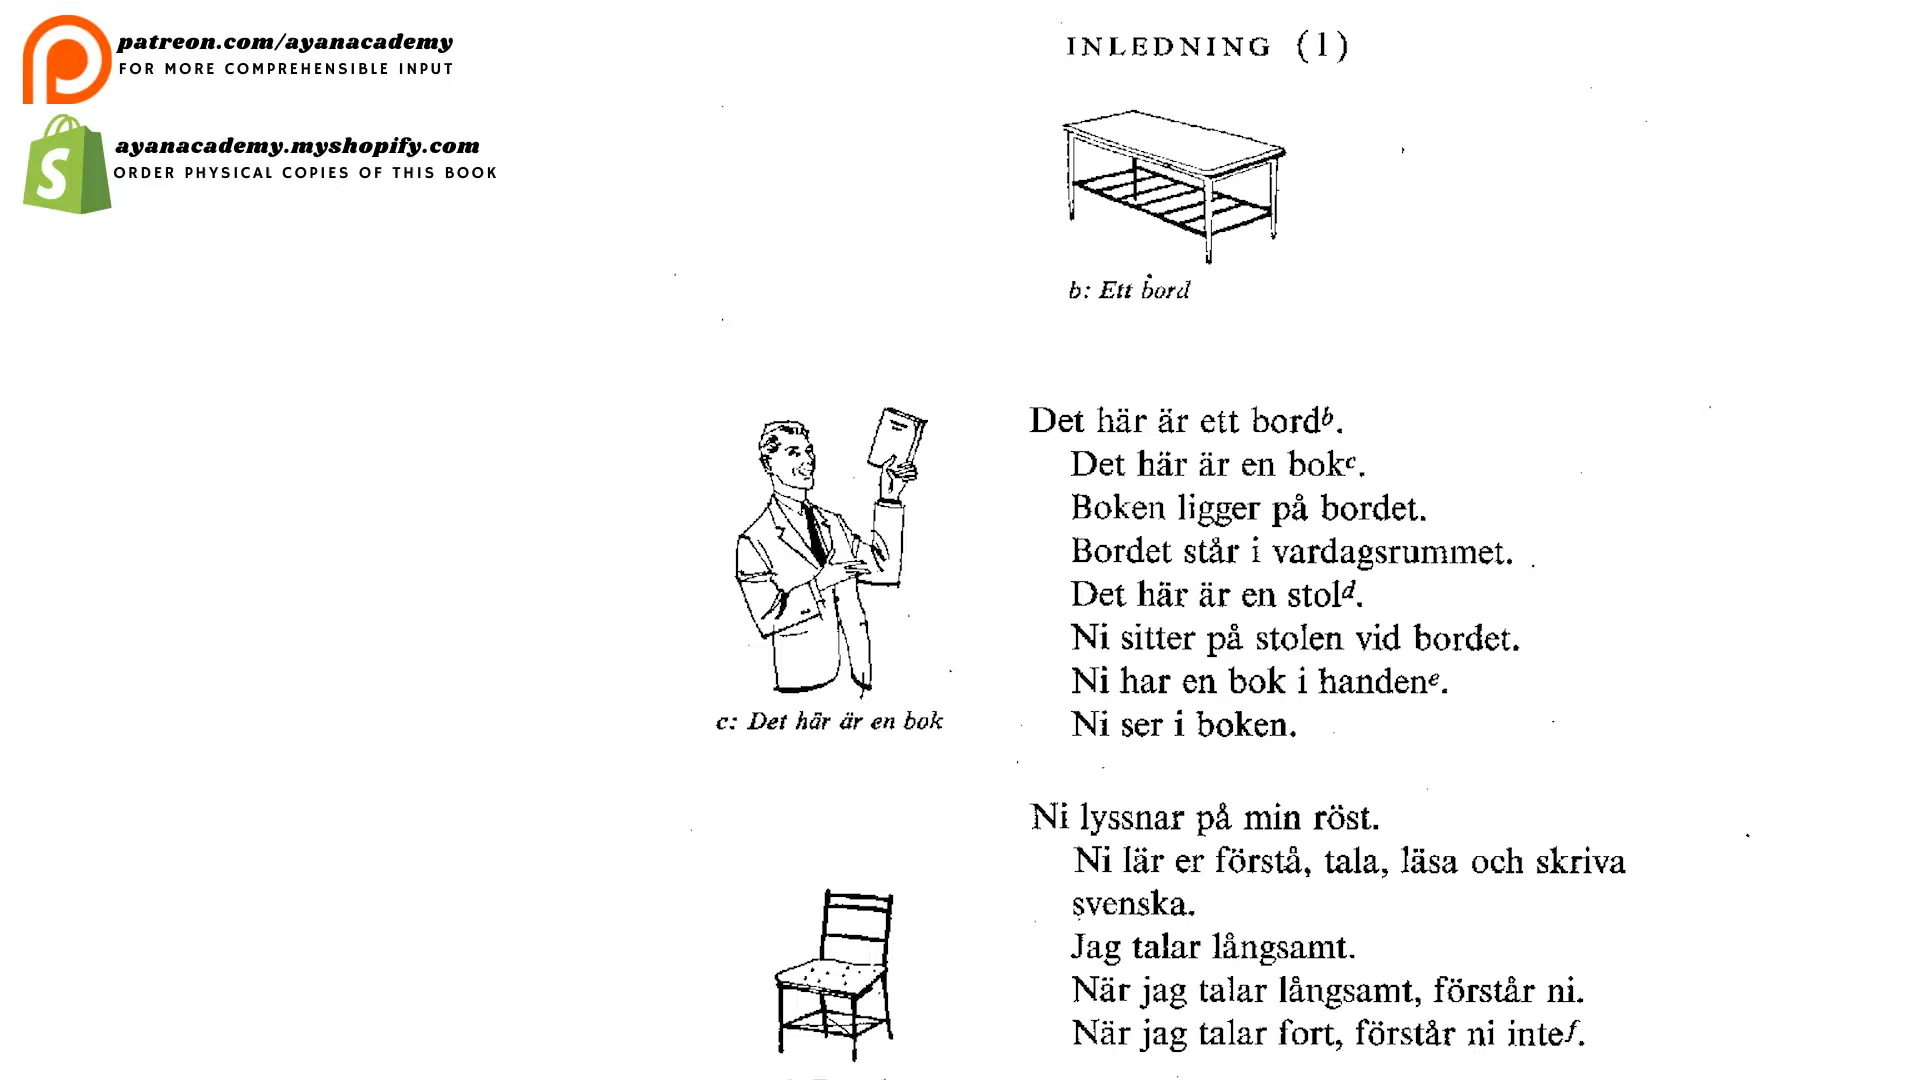 patreon.com/ayanacademy
FOR MORE COMPREHENSIBLE INPUT
ayanacademy.myshopify.com
ORDER PHYSICAL COPIES OF THIS BOOK
INLEDNING (1)
b: Ett bord
Det här är ett bordᵇ.
Det här är en bokᶜ.
Boken ligger på bordet.
Bordet står i vardagsrummet.
Det här är en stolᵈ.
Ni sitter på stolen vid bordet.
Ni har en bok i handenᵉ.
Ni ser i boken.
c: Det här är en bok
Ni lyssnar på min röst.
Ni lär er förstå, tala, läsa och skriva
svenska.
Jag talar långsamt.
När jag talar långsamt, förstår ni.
När jag talar fort, förstår ni inteᶠ.